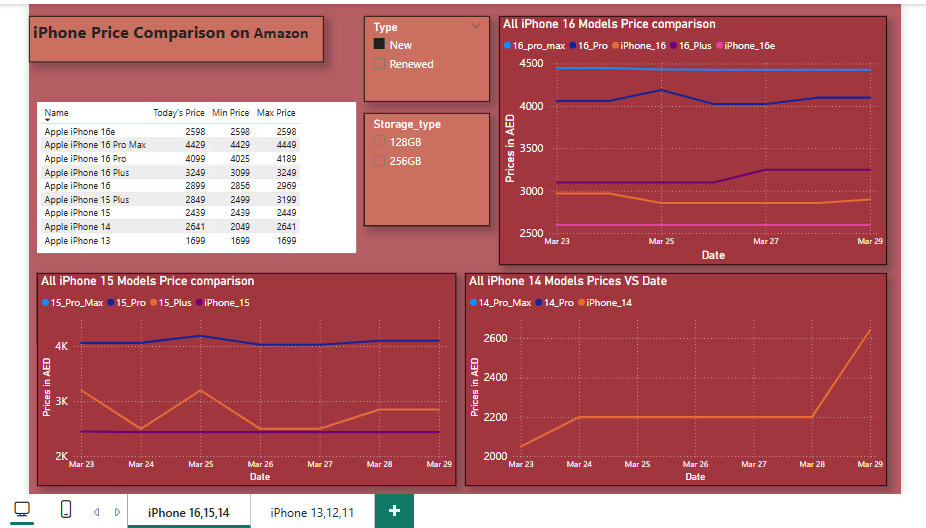 iPhone Price Comparison on Amazon
Type
New
Renewed
Storage_type
128GB
256GB
Name Today's Price Min Price Max Price
Apple iPhone 16e 2598 2598 2598
Apple iPhone 16 Pro Max 4429 4429 4449
Apple iPhone 16 Pro 4099 4025 4189
Apple iPhone 16 Plus 3249 3099 3249
Apple iPhone 16 2899 2856 2969
Apple iPhone 15 Plus 2849 2499 3199
Apple iPhone 15 2439 2439 2449
Apple iPhone 14 2641 2049 2641
Apple iPhone 13 1699 1699 1699
All iPhone 16 Models Price comparison
16_pro_max 16_Pro iPhone_16 16_Plus iPhone_16e
Prices in AED
4500
4000
3500
3000
2500
Mar 23 Mar 25 Mar 27 Mar 29
Date
All iPhone 15 Models Price comparison
15_Pro_Max 15_Pro 15_Plus iPhone_15
Prices in AED
4K
3K
2K
Mar 23 Mar 24 Mar 25 Mar 26 Mar 27 Mar 28 Mar 29
Date
All iPhone 14 Models Prices VS Date
14_Pro_Max 14_Pro iPhone_14
Prices in AED
2600
2400
2200
2000
Mar 23 Mar 24 Mar 25 Mar 26 Mar 27 Mar 28 Mar 29
Date
iPhone 16,15,14
iPhone 13,12,11
+